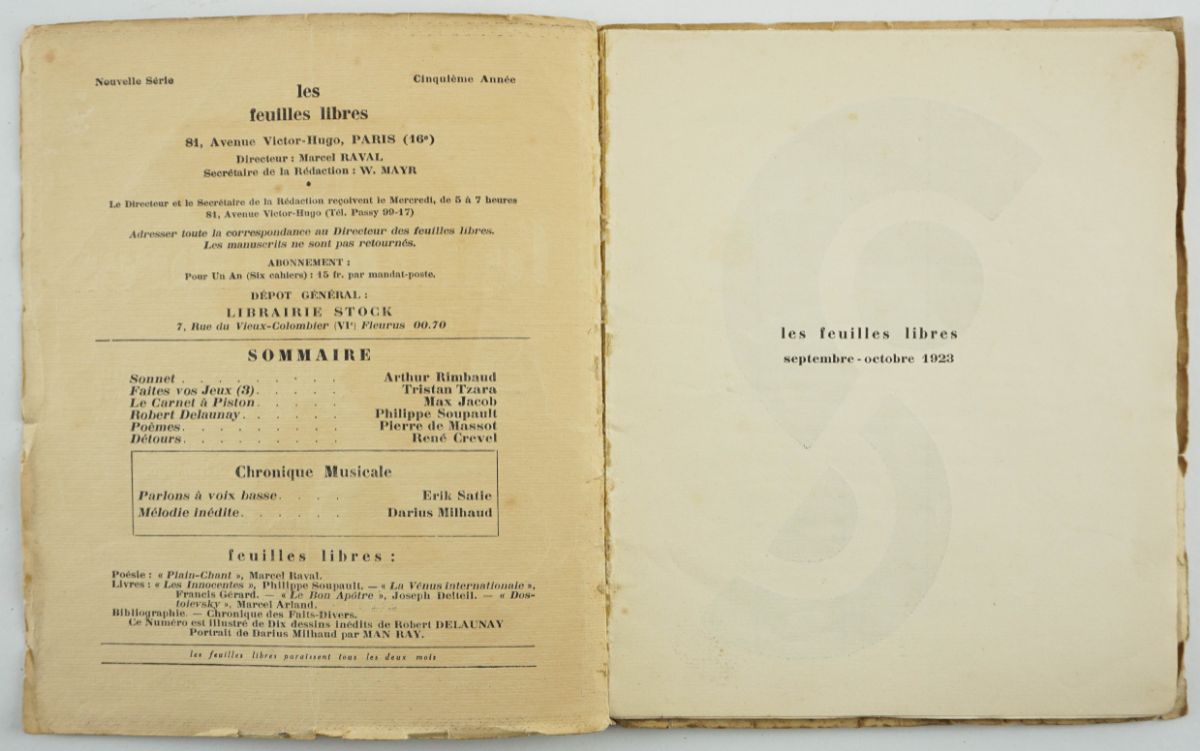 Nouvelle Série Cinquième Année
les
feuilles libres
81, Avenue Victor-Hugo, PARIS (16e)
Directeur : Marcel RAVAL
Secrétaire de la Rédaction : W. MAYR
Le Directeur et le Secrétaire de la Rédaction reçoivent le Mercredi, de 5 à 7 heures
81, Avenue Victor-Hugo (Tél. Passy 99-17)
Adresser toute la correspondance au Directeur des feuilles libres.
Les manuscrits ne sont pas retournés.
ABONNEMENT :
Pour Un An (Six cahiers) : 15 fr. par mandat-poste.
DÉPOT GÉNÉRAL :
LIBRAIRIE STOCK
7, Rue du Vieux-Colombier (VIe) Fleurus 00.70
SOMMAIRE
Sonnet . . . . . . . . . Arthur Rimbaud
Faites vos Jeux (3) . . . . . Tristan Tzara
Le Carnet à Piston . . . . . Max Jacob
Robert Delaunay . . . . . . Philippe Soupault
Poèmes . . . . . . . . Pierre de Massot
Détours . . . . . . . . René Crevel
Chronique Musicale
Parlons à voix basse . . . . Erik Satie
Mélodie inédite . . . . . . Darius Milhaud
feuilles libres :
Poésie : « Plain-Chant », Marcel Raval.
Livres : « Les Innocentes », Philippe Soupault. — « La Vénus internationale »,
Francis Gérard. — « Le Bon Apôtre », Joseph Delteil. — « Dos-
toïevsky », Marcel Arland.
Bibliographie. — Chronique des Faits-Divers.
Ce Numéro est illustré de Dix dessins inédits de Robert DELAUNAY
Portrait de Darius Milhaud par MAN RAY.
les feuilles libres paraissent tous les deux mois
les feuilles libres
septembre-octobre 1923